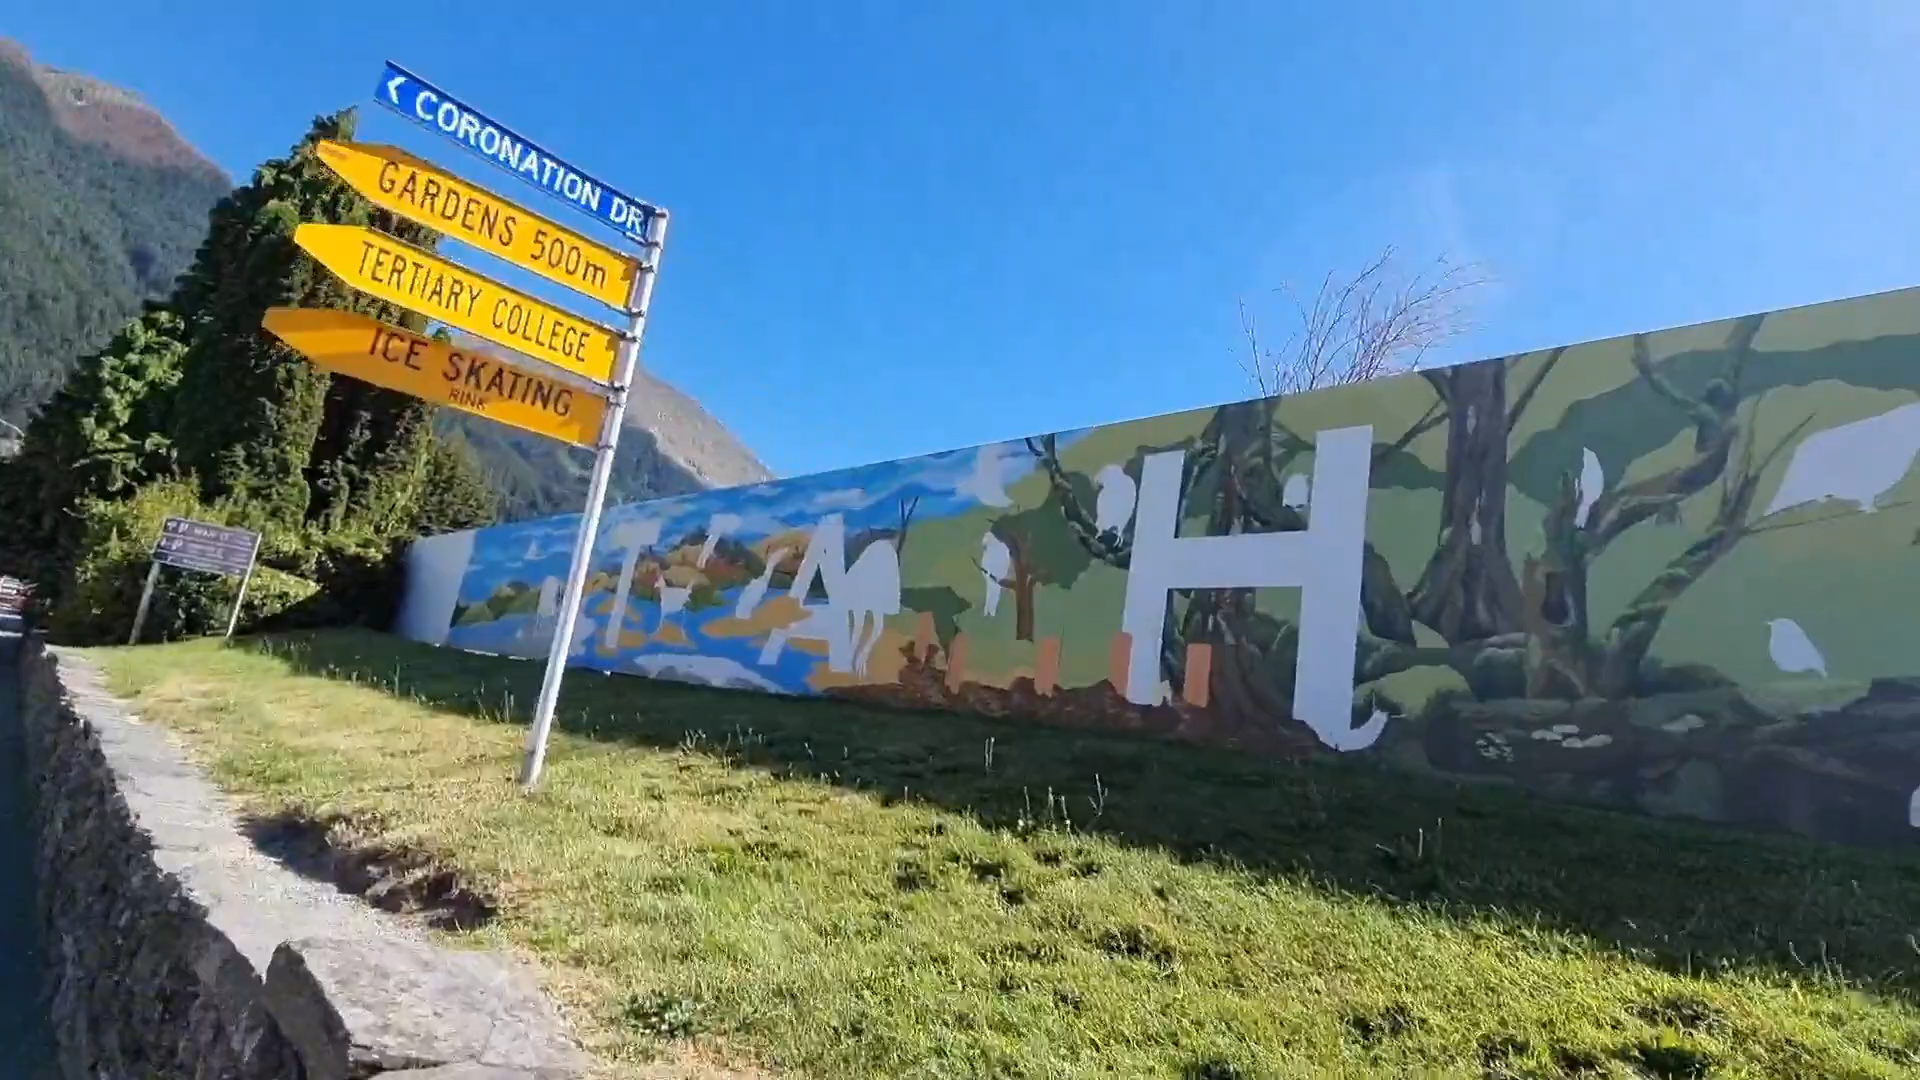 < CORONATION DR
GARDENS 500m
TERTIARY COLLEGE
ICE SKATING
RINK
T
A
H